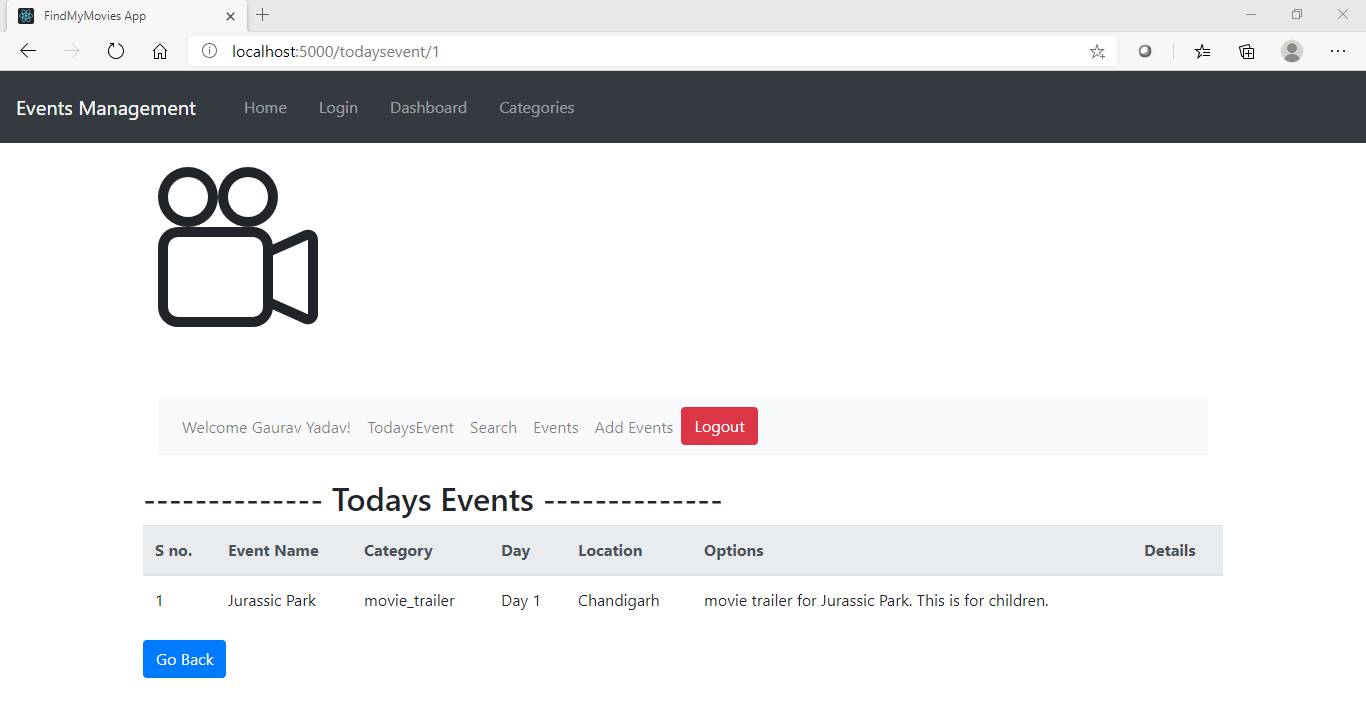 FindMyMovies App
localhost:5000/todaysevent/1
Events Management Home Login Dashboard Categories
Welcome Gaurav Yadav! TodaysEvent Search Events Add Events Logout
-------------- Todays Events --------------
S no. Event Name Category Day Location Options Details
1 Jurassic Park movie_trailer Day 1 Chandigarh movie trailer for Jurassic Park. This is for children.
Go Back